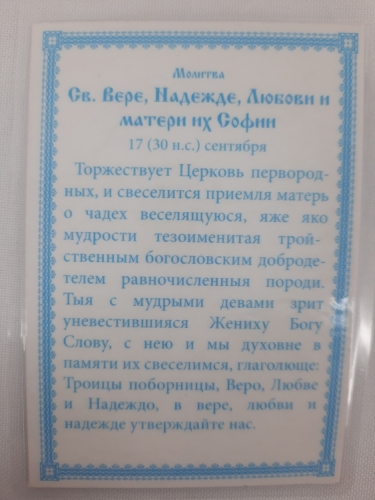 Молитва
Св. Вере, Надежде, Любови и
матери их Софии
17 (30 н.с.) сентября
Торжествует Церковь первород-
ных, и свеселится приемля матерь
о чадех веселящуюся, яже яко
мудрости тезоименитая трой-
ственным богословским доброде-
телем равночисленныя породи.
Тыя с мудрыми девами зрит
уневестившияся Жениху Богу
Слову, с нею и мы духовне в
памяти их свеселимся, глаголюще:
Троицы поборницы, Веро, Любве
и Надеждо, в вере, любви и
надежде утверждайте нас.